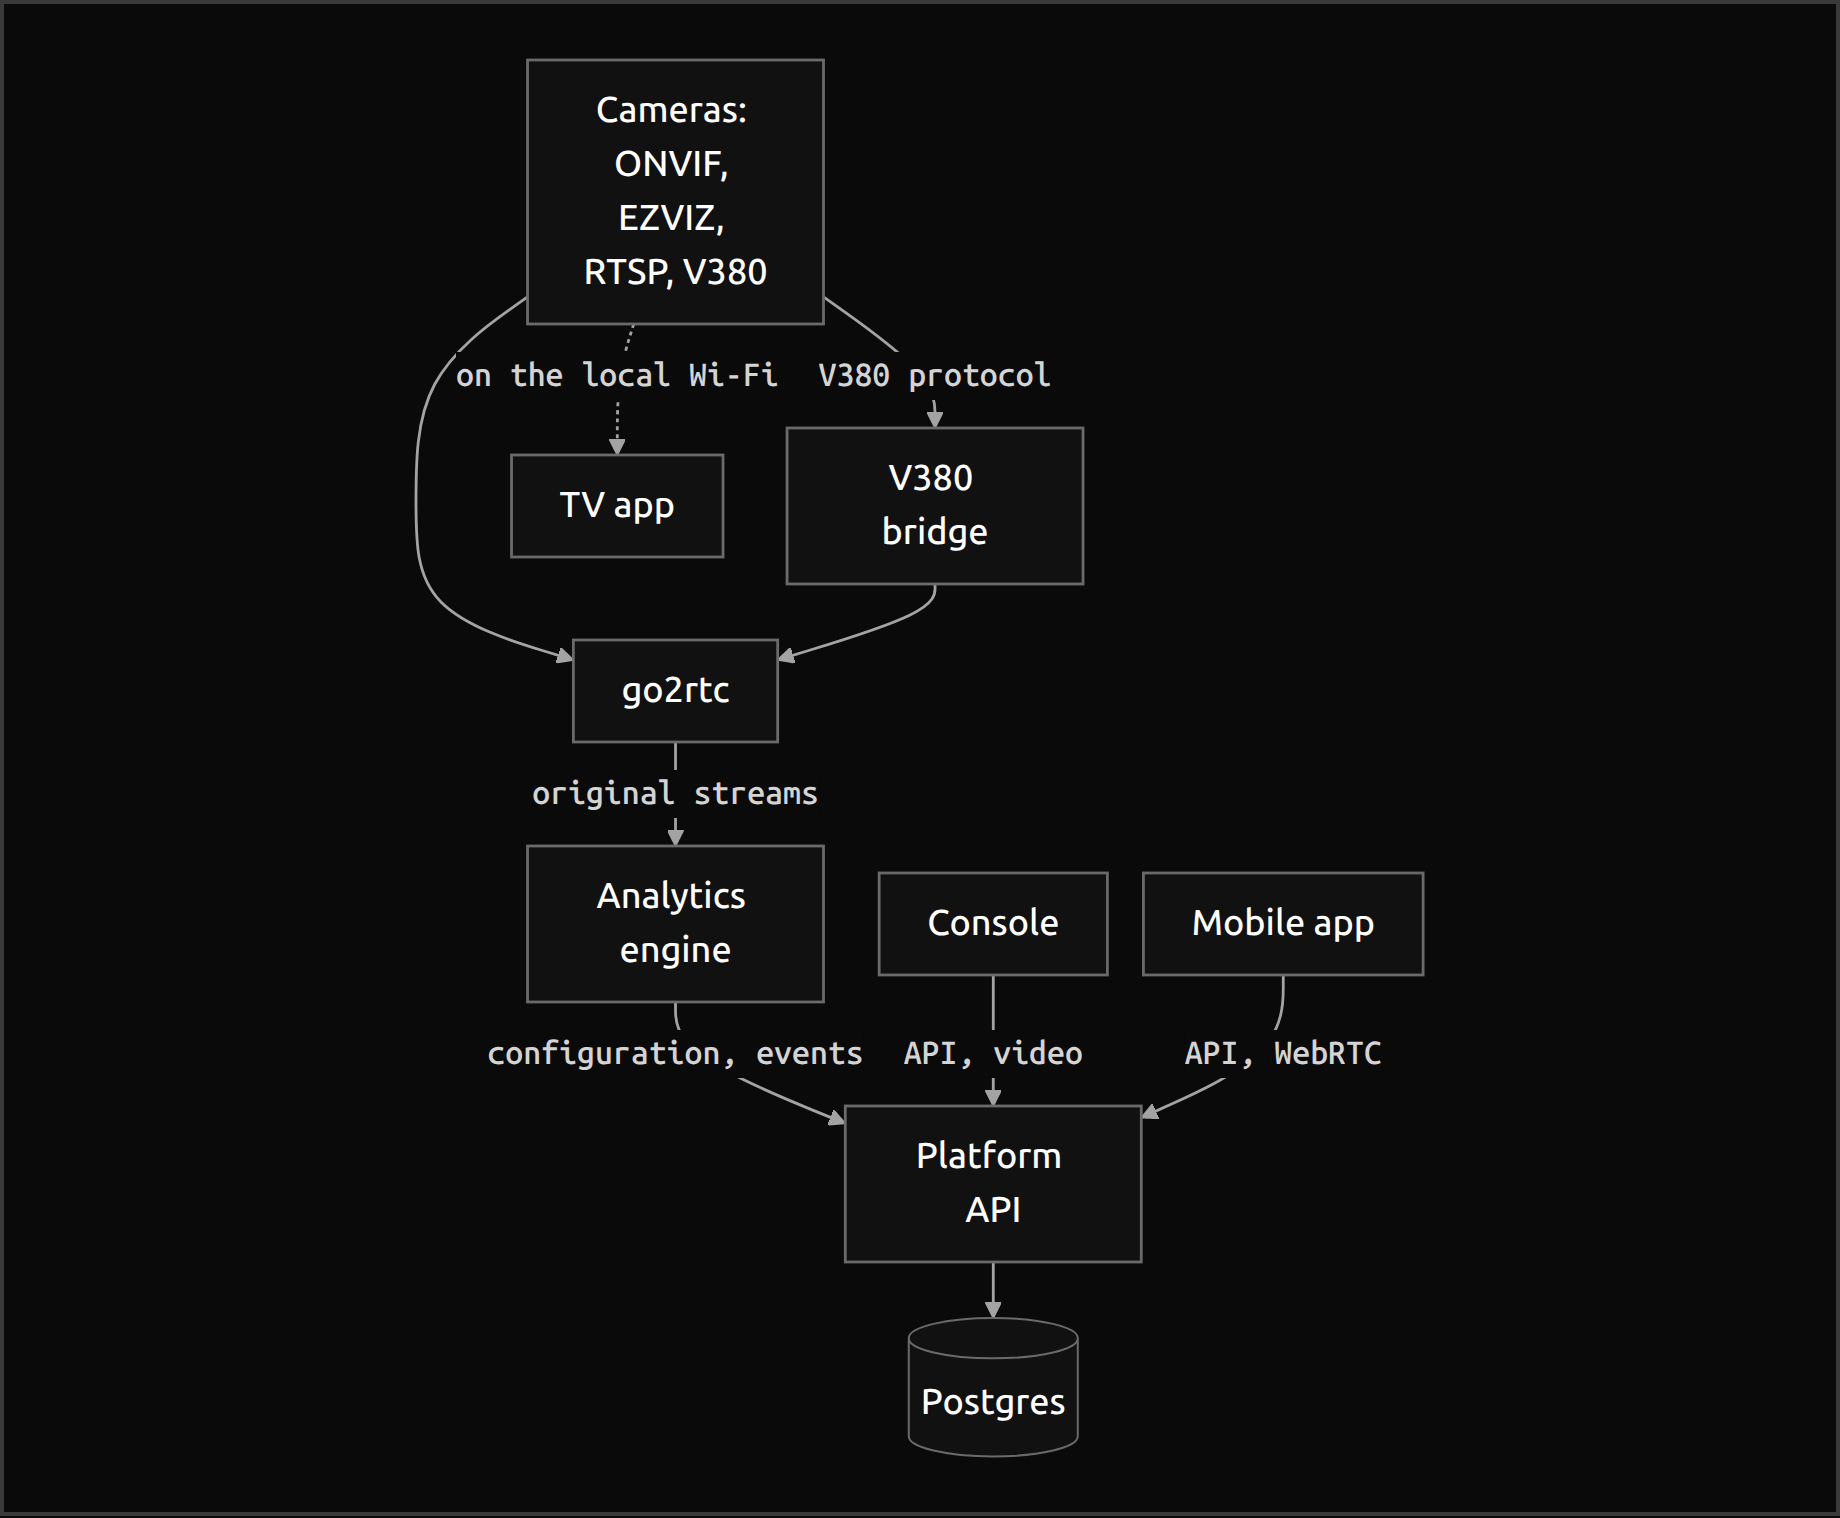 Cameras:
ONVIF,
EZVIZ,
RTSP, V380
on the local Wi-Fi
V380 protocol
TV app
V380
bridge
go2rtc
original streams
Analytics
engine
Console
Mobile app
configuration, events
API, video
API, WebRTC
Platform
API
Postgres